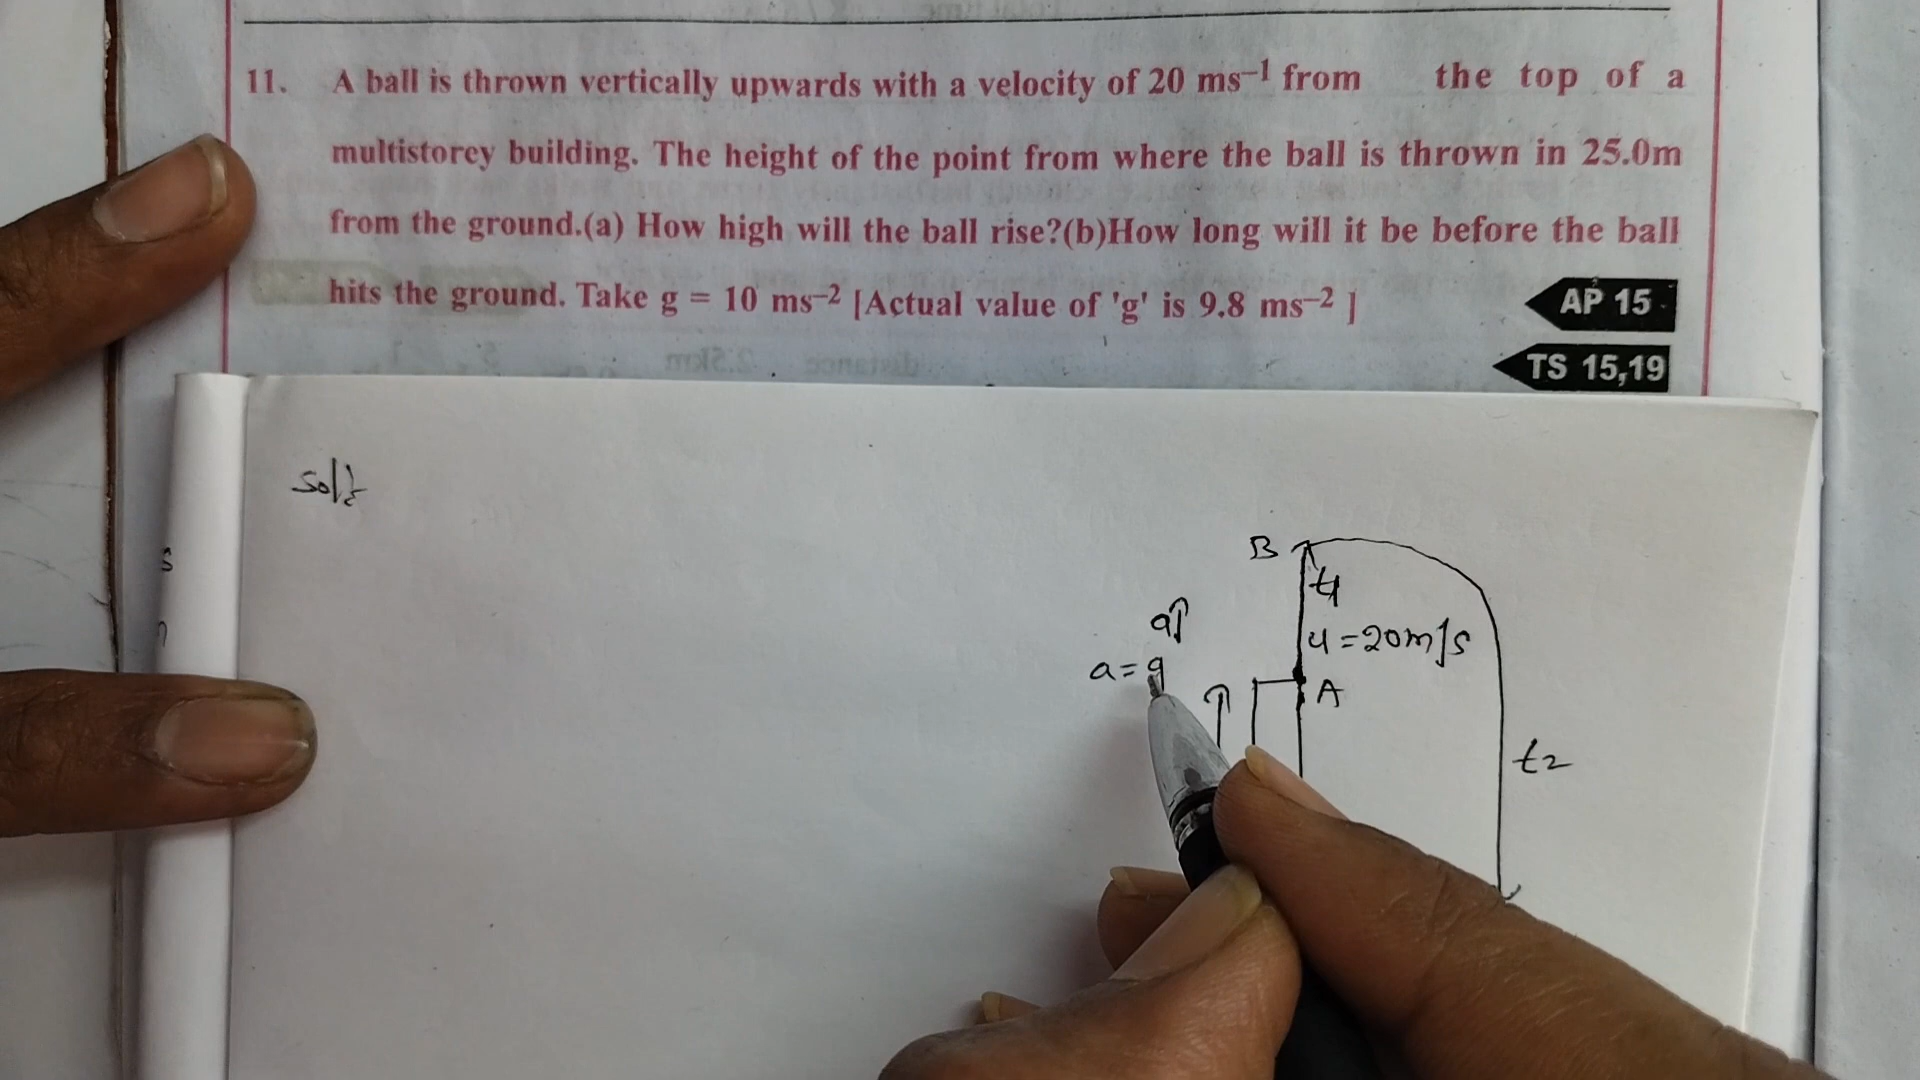 11. A ball is thrown vertically upwards with a velocity of 20 ms⁻¹ from the top of a
multistorey building. The height of the point from where the ball is thrown in 25.0m
from the ground.(a) How high will the ball rise?(b)How long will it be before the ball
hits the ground. Take g = 10 ms⁻² [Actual value of 'g' is 9.8 ms⁻² ]
AP 15
TS 15,19
Sol:
B
t1
a↑
u = 20m/s
a = g
A
t2